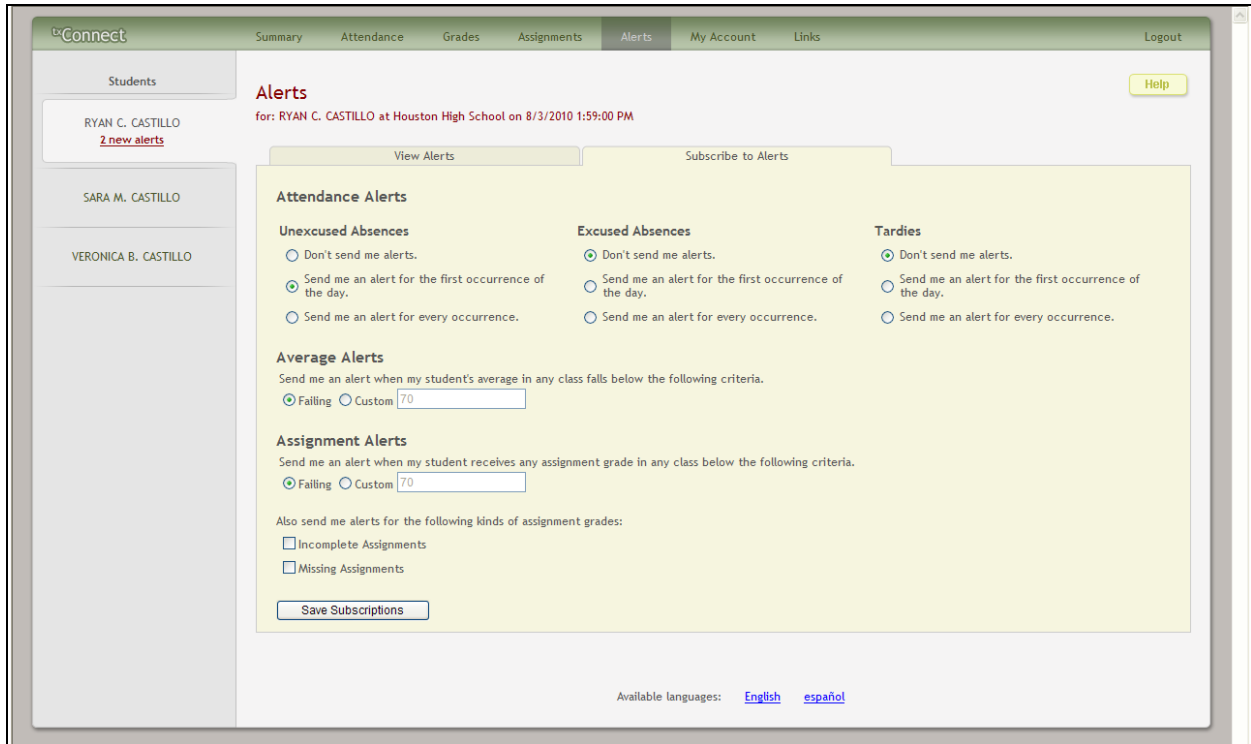 txConnect
Summary Attendance Grades Assignments Alerts My Account Links Logout
Students
RYAN C. CASTILLO
2 new alerts
SARA M. CASTILLO
VERONICA B. CASTILLO
Help
Alerts
for: RYAN C. CASTILLO at Houston High School on 8/3/2010 1:59:00 PM
View Alerts Subscribe to Alerts
Attendance Alerts
Unexcused Absences
Don't send me alerts.
Send me an alert for the first occurrence of
the day.
Send me an alert for every occurrence.
Excused Absences
Don't send me alerts.
Send me an alert for the first occurrence of
the day.
Send me an alert for every occurrence.
Tardies
Don't send me alerts.
Send me an alert for the first occurrence of
the day.
Send me an alert for every occurrence.
Average Alerts
Send me an alert when my student's average in any class falls below the following criteria.
Failing Custom 70
Assignment Alerts
Send me an alert when my student receives any assignment grade in any class below the following criteria.
Failing Custom 70
Also send me alerts for the following kinds of assignment grades:
Incomplete Assignments
Missing Assignments
Save Subscriptions
Available languages: English español